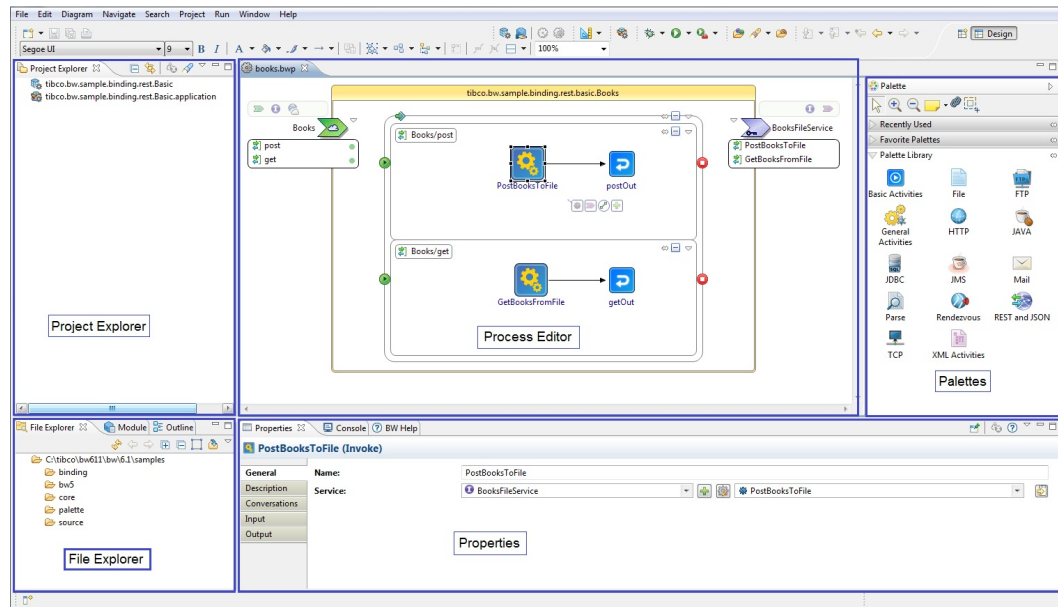 File Edit Diagram Navigate Search Project Run Window Help
Segoe UI 9 B I A 100% Design
Project Explorer
tibco.bw.sample.binding.rest.Basic
tibco.bw.sample.binding.rest.Basic.application
Project Explorer
books.bwp
tibco.bw.sample.binding.rest.basic.Books
Books
post
get
Books/post
PostBooksToFile postOut
Books/get
GetBooksFromFile getOut
Process Editor
BooksFileService
PostBooksToFile
GetBooksFromFile
Palette
Recently Used
Favorite Palettes
Palette Library
Basic Activities File FTP
General Activities HTTP JAVA
JDBC JMS Mail
Parse Rendezvous REST and JSON
TCP XML Activities
Palettes
File Explorer Module Outline
C:\tibco\bw611\bw\6.1\samples
binding
bw5
core
palette
source
File Explorer
Properties Console BW Help
PostBooksToFile (Invoke)
General
Description
Conversations
Input
Output
Name: PostBooksToFile
Service: BooksFileService PostBooksToFile
Properties